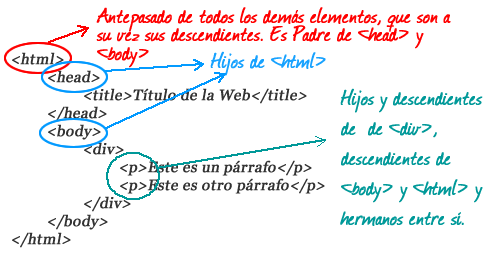 Antepasado de todos los demás elementos, que son a
su vez sus descendientes. Es Padre de <head> y
<body>
<html>
Hijos de <html>
<head>
<title>Título de la Web</title>
</head>
<body>
<div>
<p>Este es un párrafo</p>
<p>Este es otro párrafo</p>
</div>
</body>
</html>
Hijos y descendientes
de de <div>,
descendientes de
<body> y <html> y
hermanos entre sí.